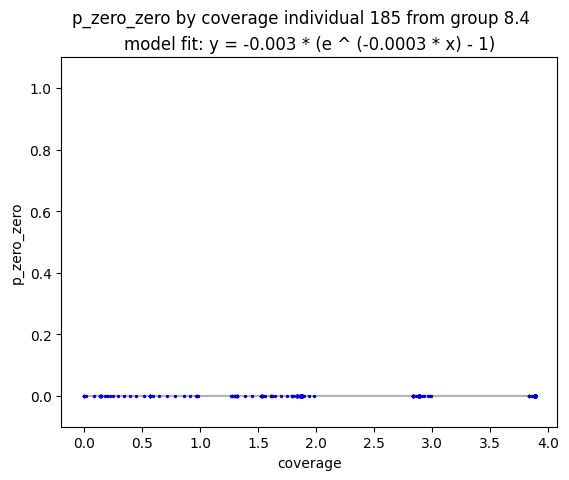 p_zero_zero by coverage individual 185 from group 8.4
model fit: y = -0.003 * (e ^ (-0.0003 * x) - 1)
1.0
0.8
0.6
0.4
0.2
0.0
p_zero_zero
0.0 0.5 1.0 1.5 2.0 2.5 3.0 3.5 4.0
coverage